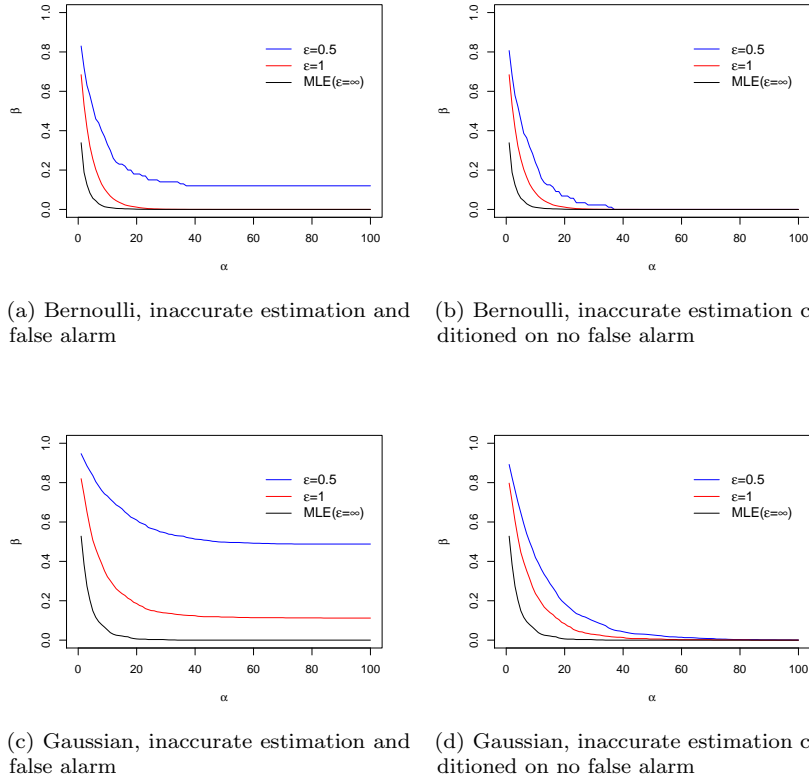 1.0
0.8
0.6
0.4
0.2
0.0
β
ε=0.5
ε=1
MLE(ε=∞)
0 20 40 60 80 100
α
1.0
0.8
0.6
0.4
0.2
0.0
β
ε=0.5
ε=1
MLE(ε=∞)
0 20 40 60 80 100
α
(a) Bernoulli, inaccurate estimation and
false alarm
(b) Bernoulli, inaccurate estimation c
ditioned on no false alarm
1.0
0.8
0.6
0.4
0.2
0.0
β
ε=0.5
ε=1
MLE(ε=∞)
0 20 40 60 80 100
α
1.0
0.8
0.6
0.4
0.2
0.0
β
ε=0.5
ε=1
MLE(ε=∞)
0 20 40 60 80 100
α
(c) Gaussian, inaccurate estimation and
false alarm
(d) Gaussian, inaccurate estimation c
ditioned on no false alarm